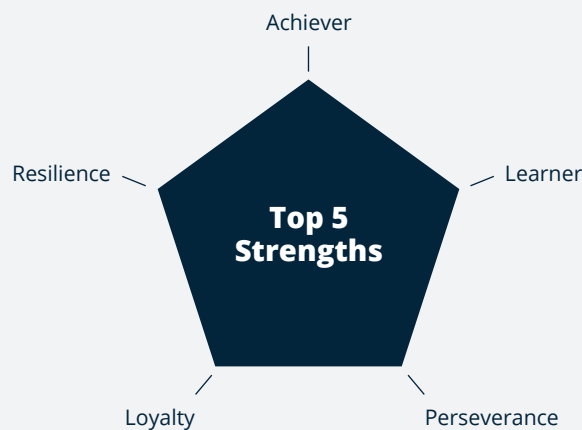 Achiever
Resilience
Learner
Top 5
Strengths
Loyalty
Perseverance